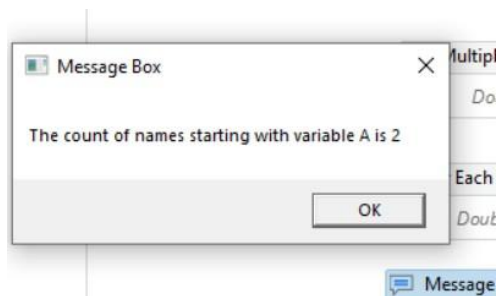 Message Box
Multipl
Do
The count of names starting with variable A is 2
Each
OK
Doub
Message